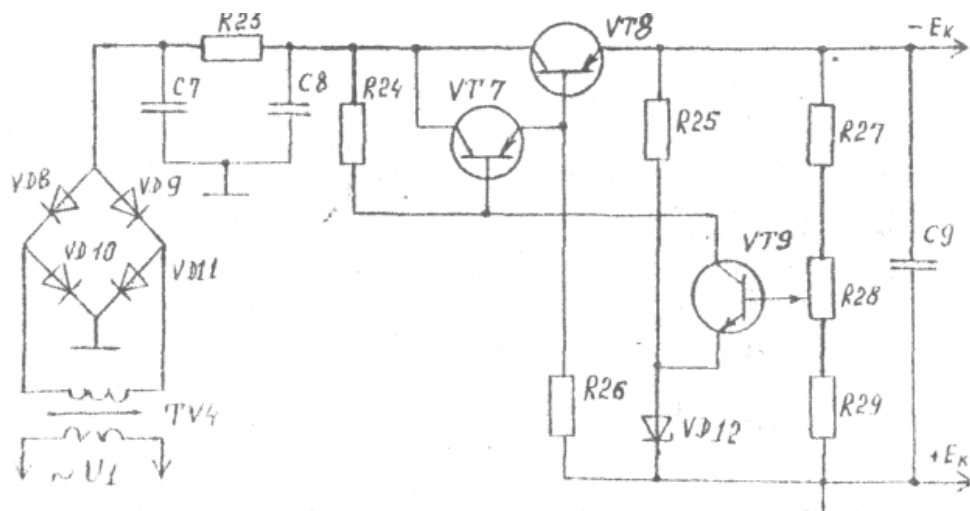 R23
VT8
- Eк
C7
C8
R24
VT7
R25
R27
VD8
VD9
VD10
VD11
VT9
C9
R28
R26
VD12
R29
TV4
+Eк
~U1